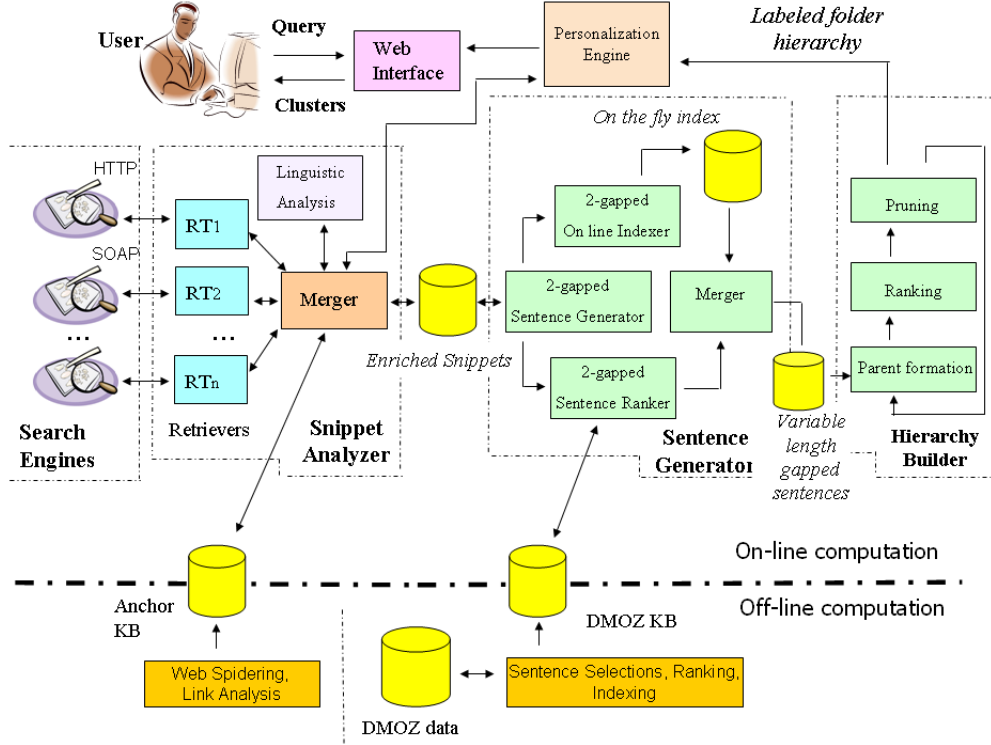 User
Query
Clusters
Web
Interface
Personalization
Engine
Labeled folder
hierarchy
HTTP
SOAP
...
Search
Engines
RT1
RT2
...
RTn
Retrievers
Linguistic
Analysis
Merger
Snippet
Analyzer
Enriched Snippets
On the fly index
2-gapped
On line Indexer
2-gapped
Sentence Generator
2-gapped
Sentence Ranker
Merger
Sentence
Generator
Variable
length
gapped
sentences
Pruning
Ranking
Parent formation
Hierarchy
Builder
On-line computation
Off-line computation
Anchor
KB
Web Spidering,
Link Analysis
DMOZ KB
DMOZ data
Sentence Selections, Ranking,
Indexing